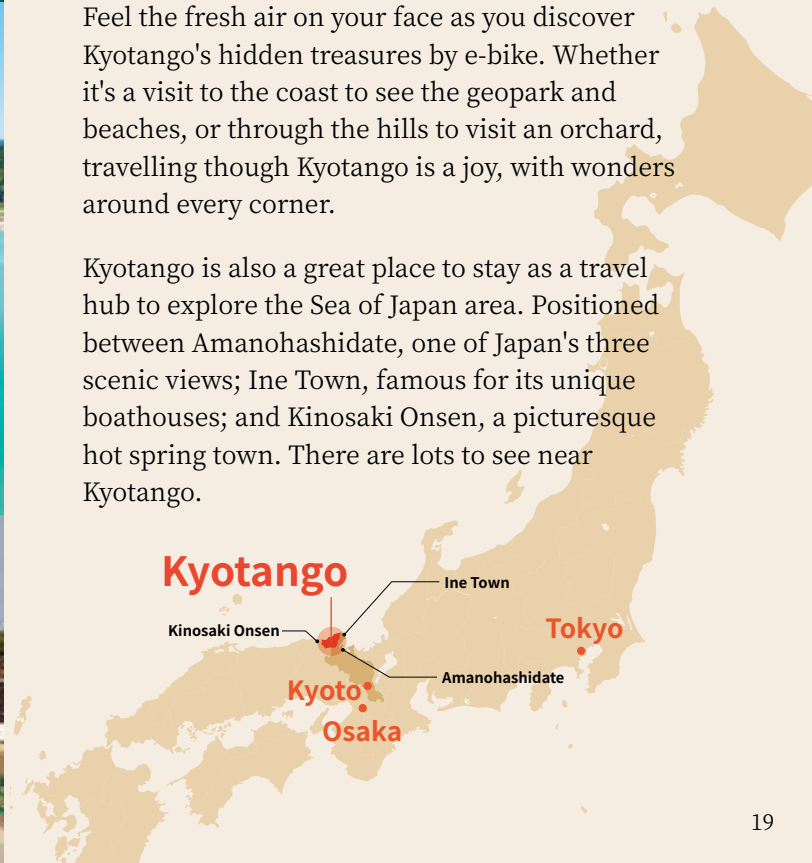 Feel the fresh air on your face as you discover
Kyotango's hidden treasures by e-bike. Whether
it's a visit to the coast to see the geopark and
beaches, or through the hills to visit an orchard,
travelling though Kyotango is a joy, with wonders
around every corner.
Kyotango is also a great place to stay as a travel
hub to explore the Sea of Japan area. Positioned
between Amanohashidate, one of Japan's three
scenic views; Ine Town, famous for its unique
boathouses; and Kinosaki Onsen, a picturesque
hot spring town. There are lots to see near
Kyotango.
Kyotango
Ine Town
Kinosaki Onsen
Tokyo
Amanohashidate
Kyoto
Osaka
19